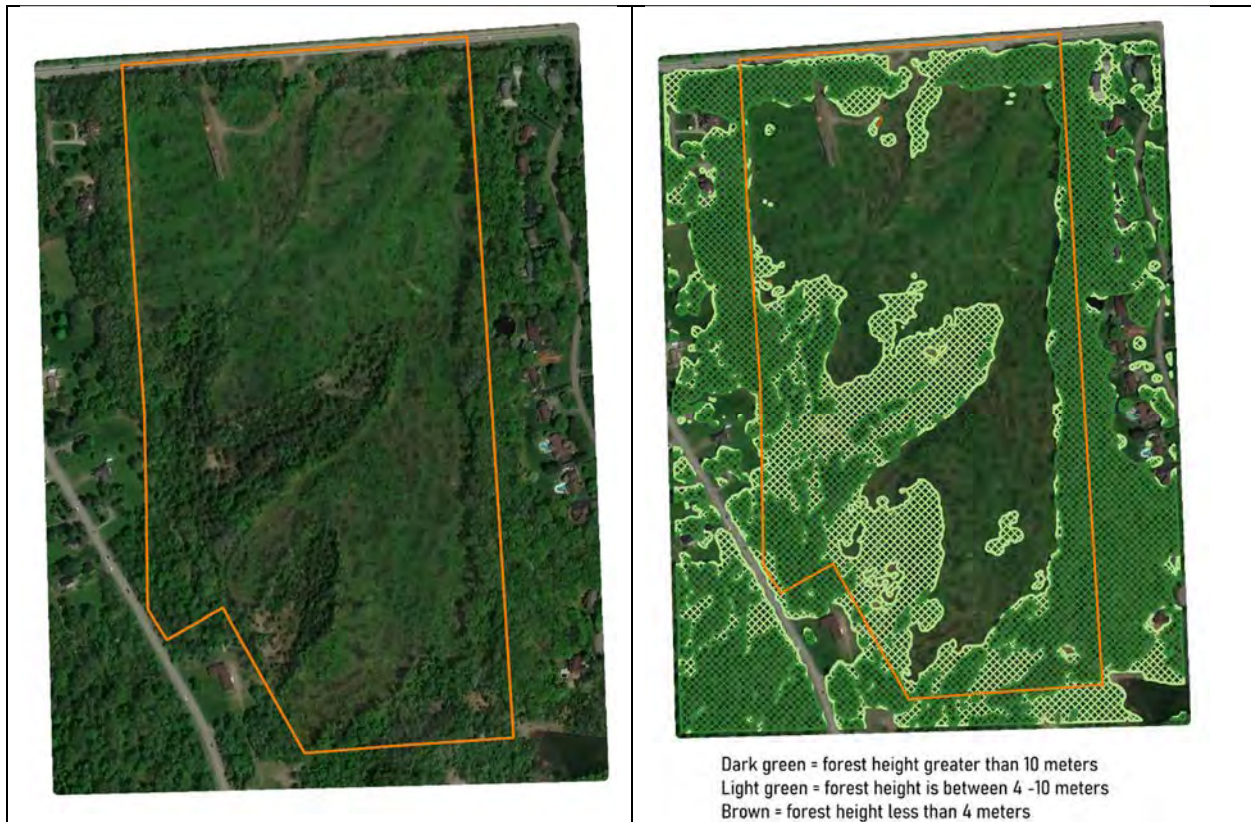 Dark green = forest height greater than 10 meters
Light green = forest height is between 4 -10 meters
Brown = forest height less than 4 meters